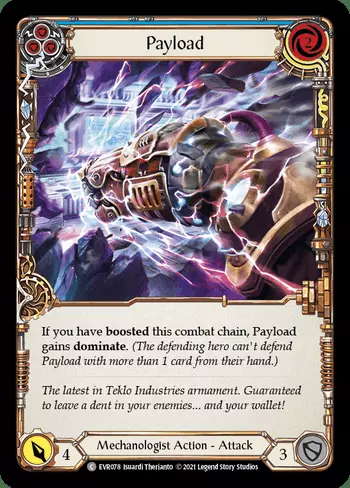 Payload
2
If you have boosted this combat chain, Payload
gains dominate. (The defending hero can't defend
Payload with more than 1 card from their hand.)
The latest in Teklo Industries armament. Guaranteed
to leave a dent in your enemies... and your wallet!
4
Mechanologist Action - Attack
3
C EVR078 Isuardi Therianto © 2021 Legend Story Studios